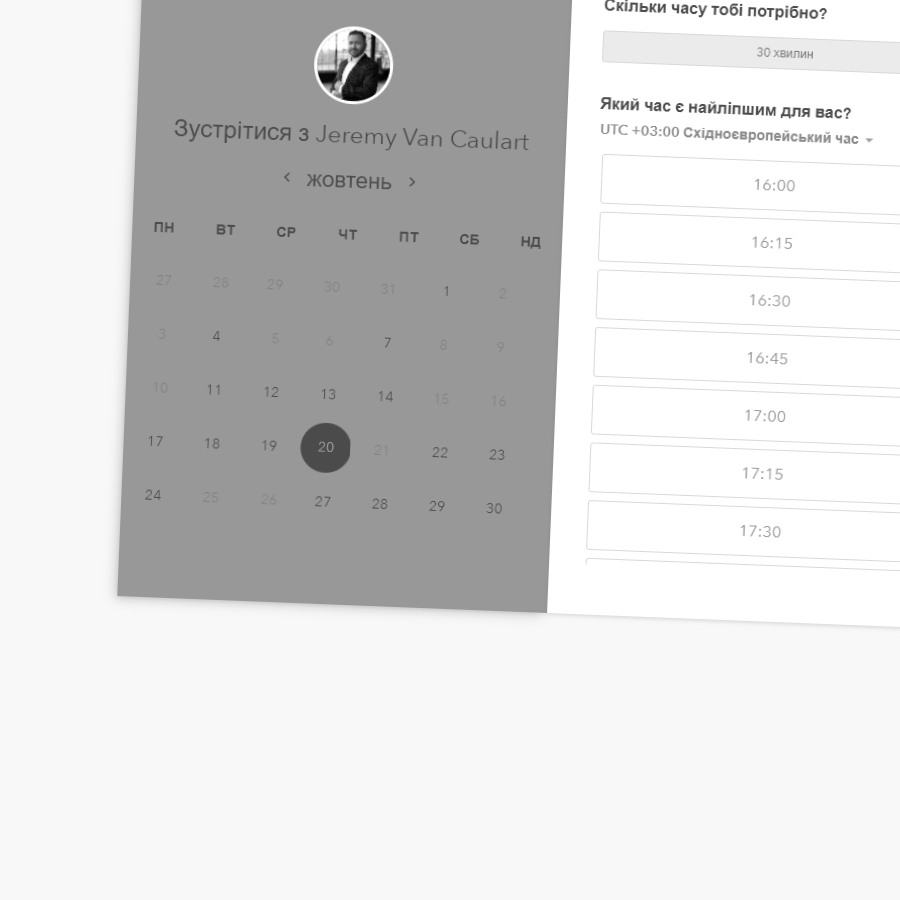 Зустрітися з Jeremy Van Caulart
‹ жовтень ›
ПН ВТ СР ЧТ ПТ СБ НД
27 28 29 30 31 1 2
3 4 5 6 7 8 9
10 11 12 13 14 15 16
17 18 19 20 21 22 23
24 25 26 27 28 29 30
Скільки часу тобі потрібно?
30 хвилин
Який час є найліпшим для вас?
UTC +03:00 Східноєвропейський час
16:00
16:15
16:30
16:45
17:00
17:15
17:30